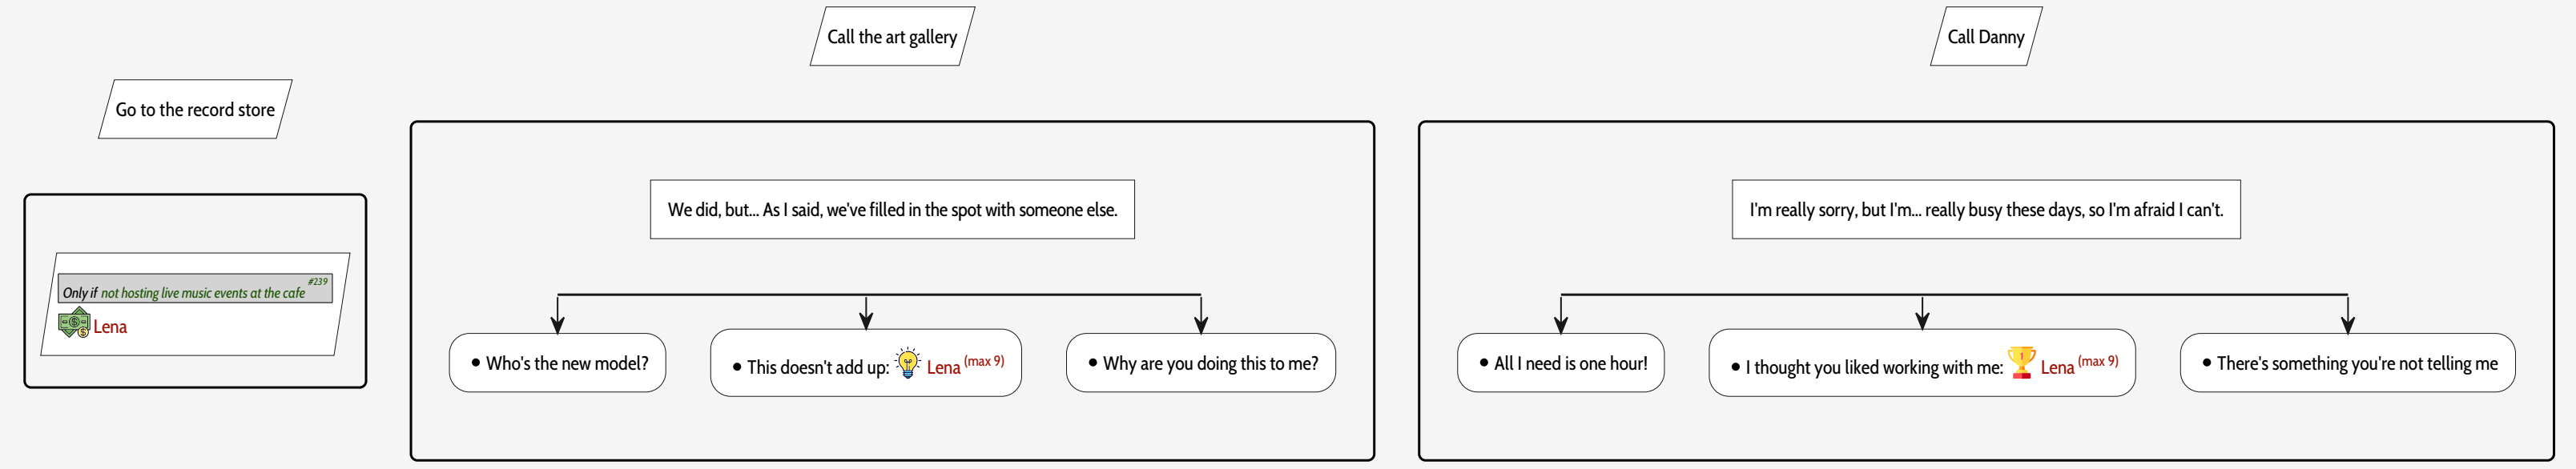 Go to the record store
Only if not hosting live music events at the cafe #239
Lena
Call the art gallery
We did, but... As I said, we've filled in the spot with someone else.
• Who's the new model?
• This doesn't add up: Lena (max 9)
• Why are you doing this to me?
Call Danny
I'm really sorry, but I'm... really busy these days, so I'm afraid I can't.
• All I need is one hour!
• I thought you liked working with me: 1 Lena (max 9)
• There's something you're not telling me